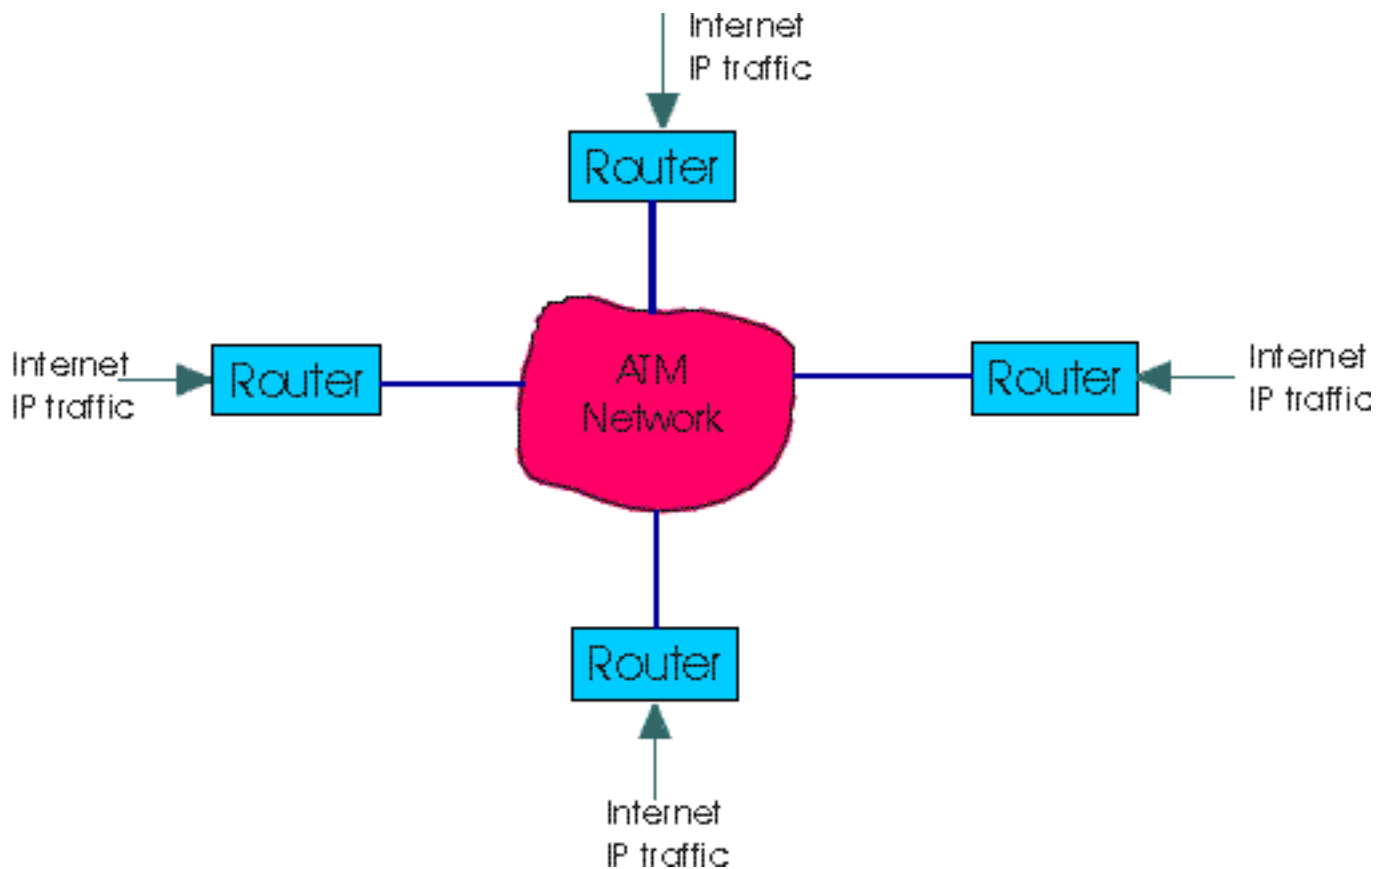 Internet
IP traffic
Router
Internet
IP traffic
Router
ATM
Network
Router
Internet
IP traffic
Router
Internet
IP traffic